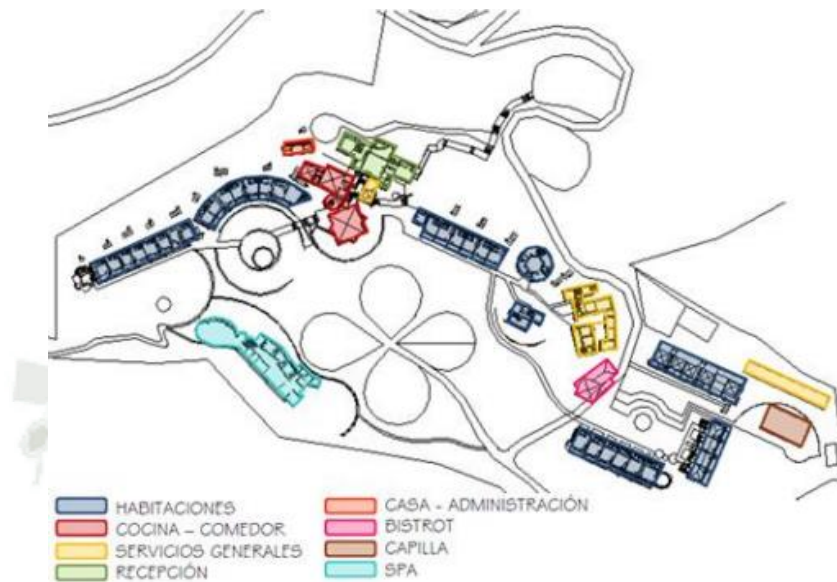 HABITACIONES
COCINA – COMEDOR
SERVICIOS GENERALES
RECEPCIÓN
CASA - ADMINISTRACIÓN
BISTROT
CAPILLA
SPA